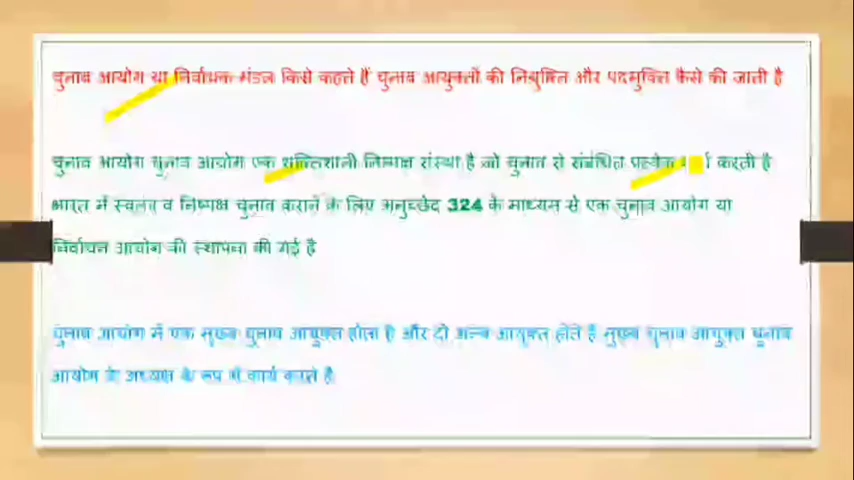 चुनाव आयोग या निर्वाचक मंडल किसे कहते हैं चुनाव आयुक्तों की नियुक्ति और पदमुक्ति कैसे की जाती है
चुनाव आयोग चुनाव आयोग एक शक्तिशाली निष्पक्ष संस्था है जो चुनाव से संबंधित प्रत्येक करती है
भारत में स्वतंत्र व निष्पक्ष चुनाव कराने के लिए अनुच्छेद 324 के माध्यम से एक चुनाव आयोग या
निर्वाचन आयोग की स्थापना की गई है
चुनाव आयोग में एक मुख्य चुनाव आयुक्त होता है और दो अन्य आयुक्त होते हैं मुख्य चुनाव आयुक्त चुनाव
आयोग के अध्यक्ष के रूप में कार्य करते है